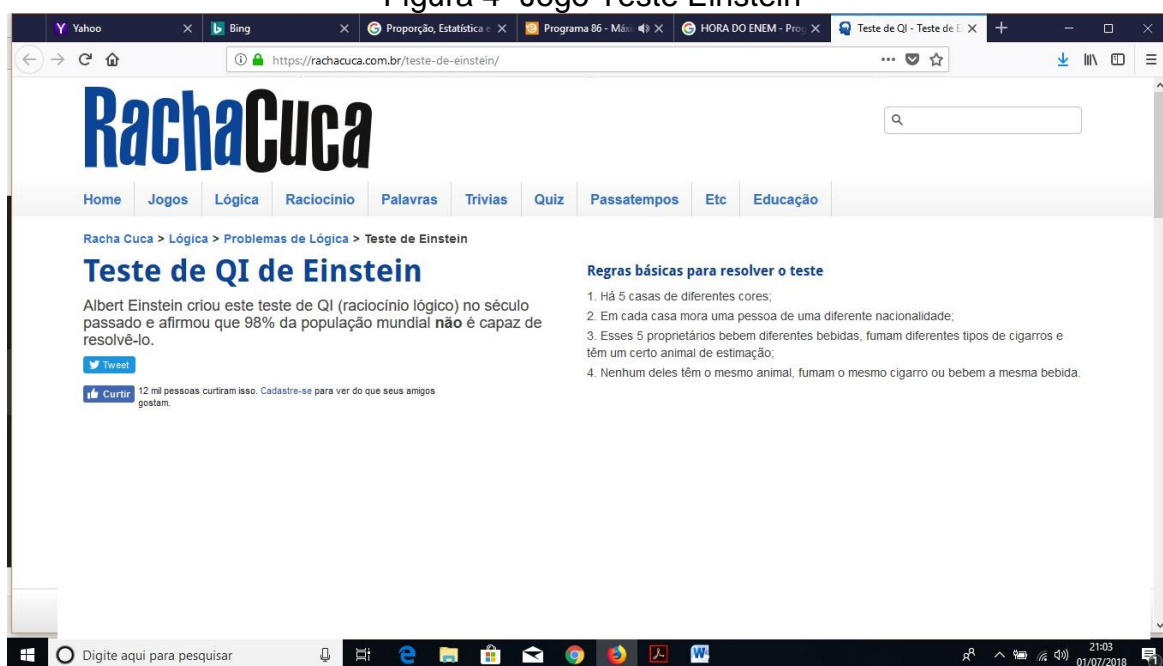 Figura 4- Jogo Teste Einstein
Yahoo
Bing
Proporção, Estatística e
Programa 86 - Máxi
HORA DO ENEM - Prog
Teste de QI - Teste de E
https://rachacuca.com.br/teste-de-einstein/
RachaCuca
Home Jogos Lógica Raciocínio Palavras Trivias Quiz Passatempos Etc Educação
Racha Cuca > Lógica > Problemas de Lógica > Teste de Einstein
Teste de QI de Einstein
Albert Einstein criou este teste de QI (raciocínio lógico) no século
passado e afirmou que 98% da população mundial não é capaz de
resolvê-lo.
Tweet
Curtir
12 mil pessoas curtiram isso. Cadastre-se para ver do que seus amigos
gostam.
Regras básicas para resolver o teste
1. Há 5 casas de diferentes cores;
2. Em cada casa mora uma pessoa de uma diferente nacionalidade;
3. Esses 5 proprietários bebem diferentes bebidas, fumam diferentes tipos de cigarros e
têm um certo animal de estimação;
4. Nenhum deles têm o mesmo animal, fumam o mesmo cigarro ou bebem a mesma bebida.
Digite aqui para pesquisar
21:03
01/07/2018